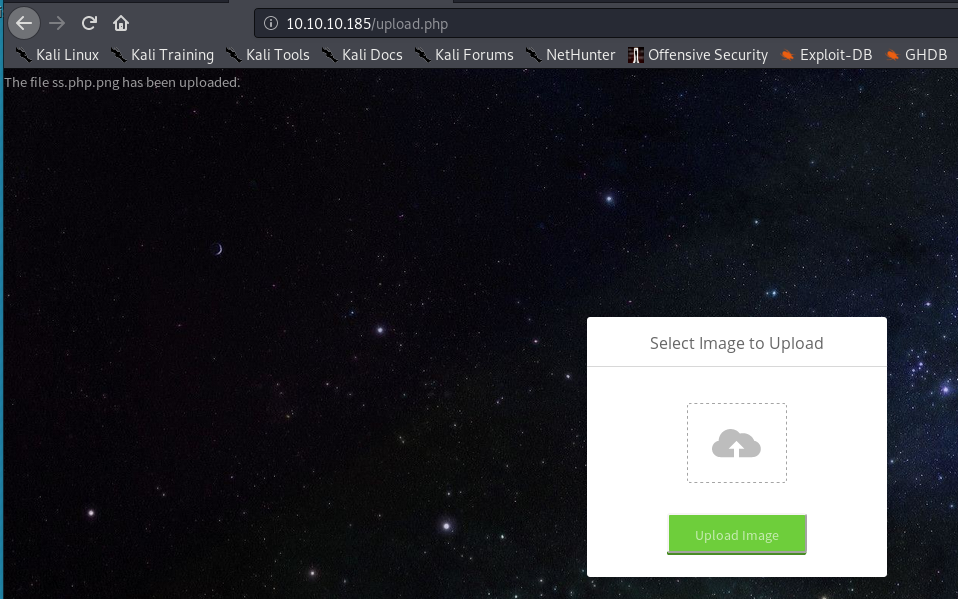 10.10.10.185/upload.php
Kali Linux Kali Training Kali Tools Kali Docs Kali Forums NetHunter Offensive Security Exploit-DB GHDB
The file ss.php.png has been uploaded.
Select Image to Upload
Upload Image